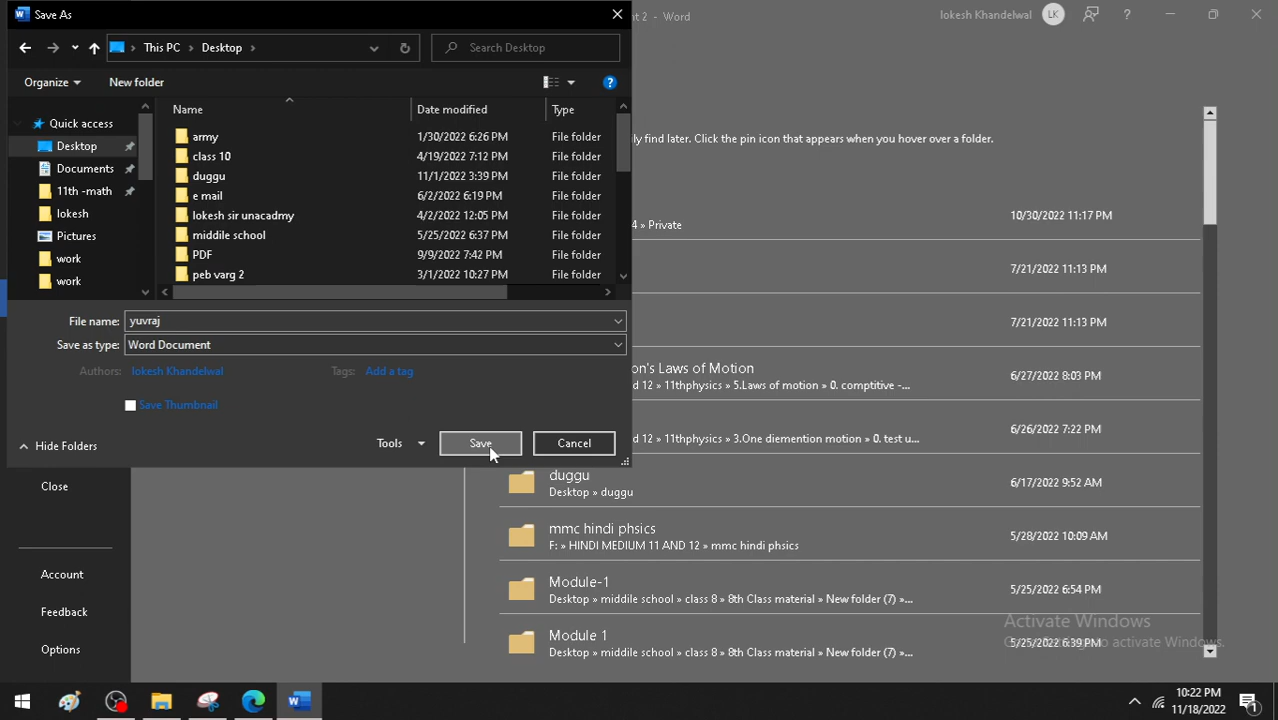 Save As
nt 2 - Word
lokesh Khandelwal
LK
?
This PC
Desktop
Search Desktop
Organize
New folder
?
Name
Date modified
Type
Quick access
Desktop
Documents
11th -math
lokesh
Pictures
work
work
army 1/30/2022 6:26 PM File folder
class 10 4/19/2022 7:12 PM File folder
duggu 11/1/2022 3:39 PM File folder
e mail 6/2/2022 6:19 PM File folder
lokesh sir unacadmy 4/2/2022 12:05 PM File folder
middile school 5/25/2022 6:37 PM File folder
PDF 9/9/2022 7:42 PM File folder
peb varg 2 3/1/2022 10:27 PM File folder
File name: yuvraj
Save as type: Word Document
Authors: lokesh Khandelwal
Tags: Add a tag
Save Thumbnail
Hide Folders
Tools
Save
Cancel
ly find later. Click the pin icon that appears when you hover over a folder.
4 » Private
10/30/2022 11:17 PM
7/21/2022 11:13 PM
7/21/2022 11:13 PM
on's Laws of Motion
d 12 » 11thphysics » 5.Laws of motion » 0. comptitive -...
6/27/2022 8:03 PM
d 12 » 11thphysics » 3.One diemention motion » 0. test u...
6/26/2022 7:22 PM
duggu
Desktop » duggu
6/17/2022 9:52 AM
mmc hindi phsics
F: » HINDI MEDIUM 11 AND 12 » mmc hindi phsics
5/28/2022 10:09 AM
Module-1
Desktop » middile school » class 8 » 8th Class material » New folder (7) »...
5/25/2022 6:54 PM
Module 1
Desktop » middile school » class 8 » 8th Class material » New folder (7) »...
5/25/2022 6:39 PM
Close
Account
Feedback
Options
Activate Windows
to activate Windows.
10:22 PM
11/18/2022
1